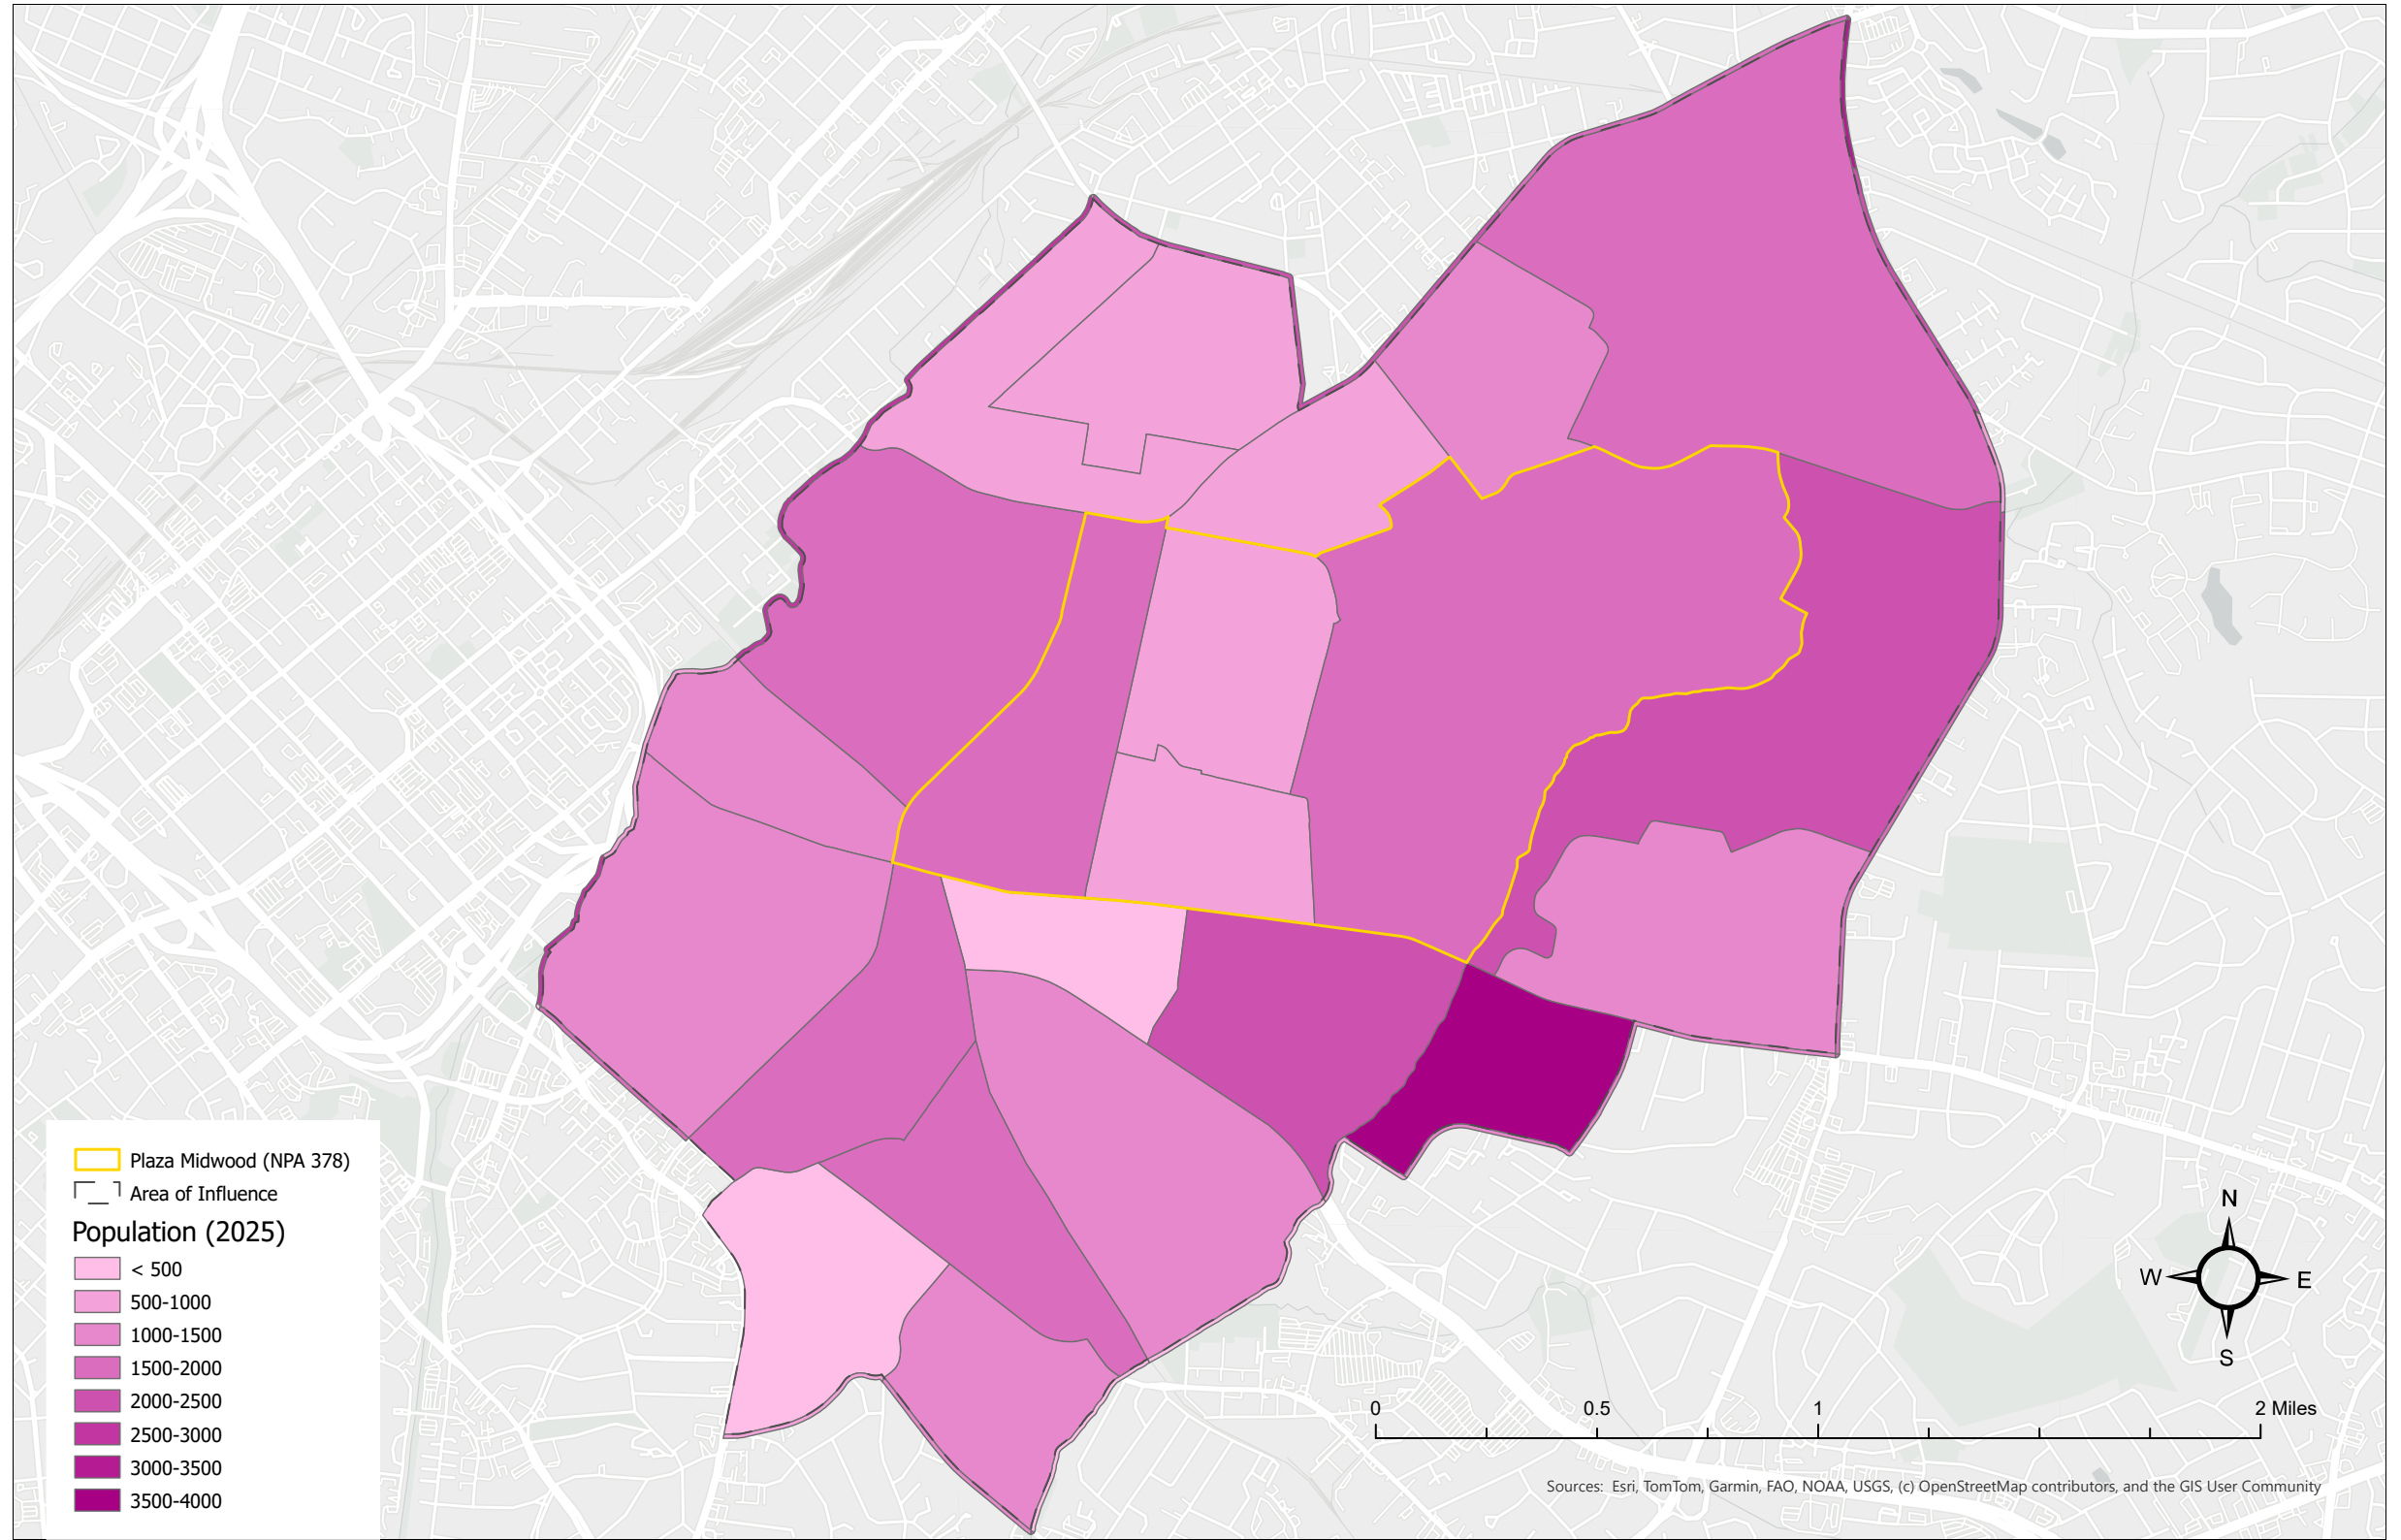 Plaza Midwood (NPA 378)
Area of Influence
Population (2025)
< 500
500-1000
1000-1500
1500-2000
2000-2500
2500-3000
3000-3500
3500-4000
N
W E
S
0 0.5 1 2 Miles
Sources: Esri, TomTom, Garmin, FAO, NOAA, USGS, (c) OpenStreetMap contributors, and the GIS User Community